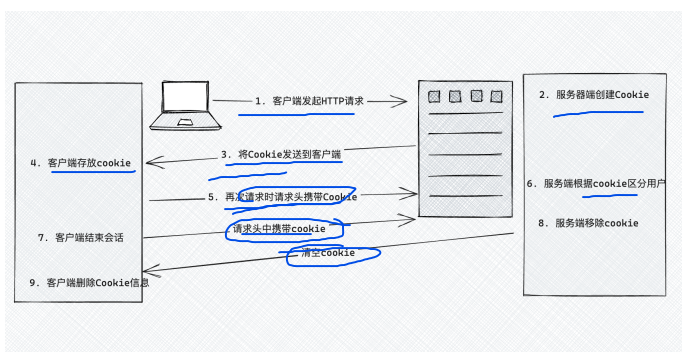 1. 客户端发起HTTP请求
2. 服务器端创建Cookie
3. 将Cookie发送到客户端
4. 客户端存放cookie
5. 再次请求时请求头携带Cookie
6. 服务端根据cookie区分用户
7. 客户端结束会话
请求头中携带cookie
8. 服务端移除cookie
清空cookie
9. 客户端删除Cookie信息